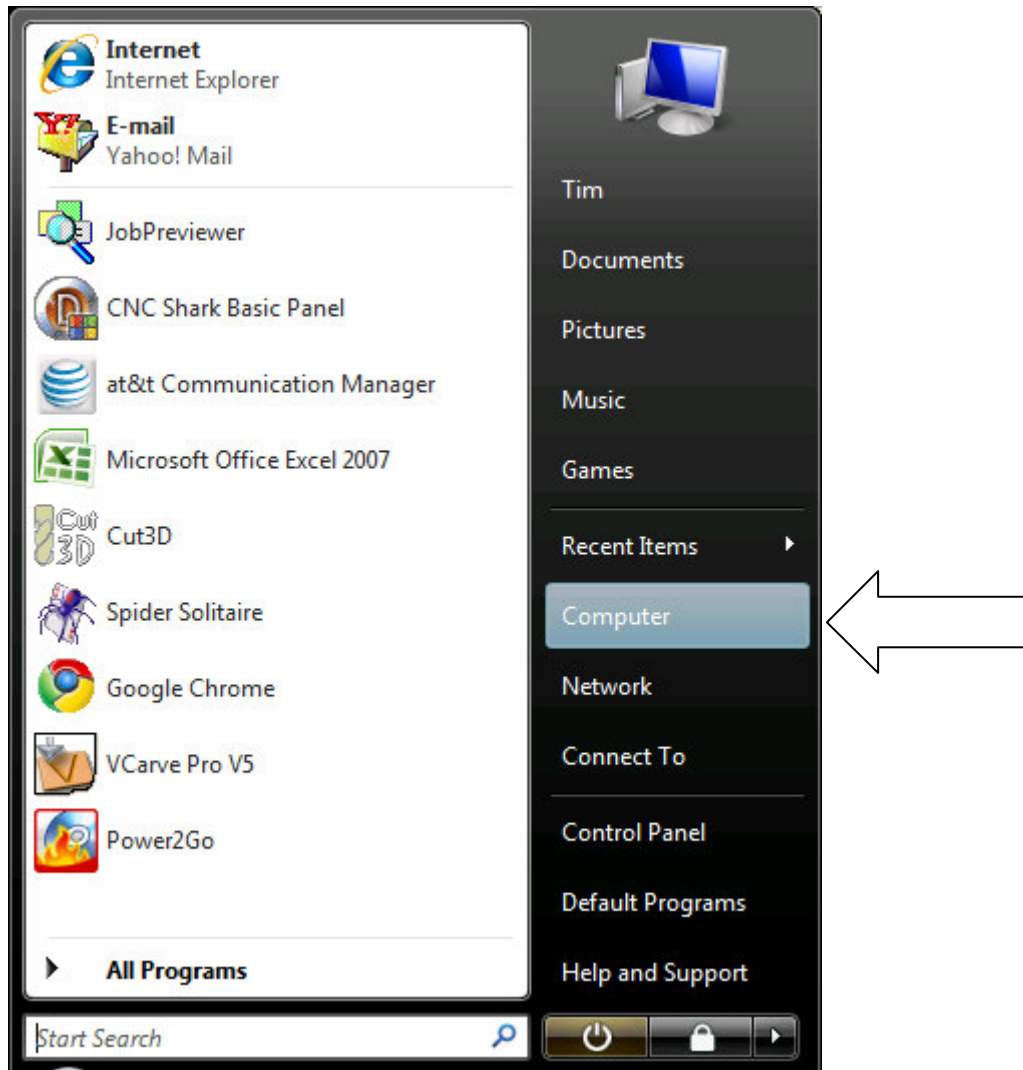 Internet
Internet Explorer
E-mail
Yahoo! Mail
JobPreviewer
CNC Shark Basic Panel
at&t Communication Manager
Microsoft Office Excel 2007
Cut 3D
Cut3D
Spider Solitaire
Google Chrome
VCarve Pro V5
Power2Go
All Programs
Start Search
Tim
Documents
Pictures
Music
Games
Recent Items
Computer
Network
Connect To
Control Panel
Default Programs
Help and Support